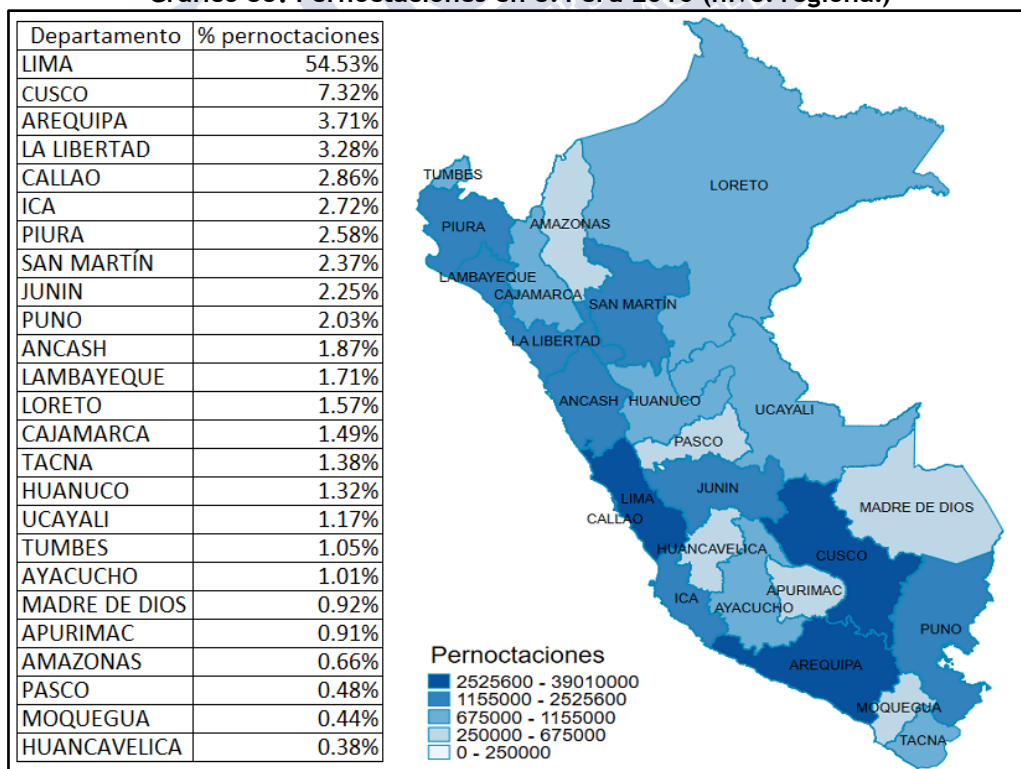 Departamento % pernoctaciones
LIMA 54.53%
CUSCO 7.32%
AREQUIPA 3.71%
LA LIBERTAD 3.28%
CALLAO 2.86%
ICA 2.72%
PIURA 2.58%
SAN MARTÍN 2.37%
JUNIN 2.25%
PUNO 2.03%
ANCASH 1.87%
LAMBAYEQUE 1.71%
LORETO 1.57%
CAJAMARCA 1.49%
TACNA 1.38%
HUANUCO 1.32%
UCAYALI 1.17%
TUMBES 1.05%
AYACUCHO 1.01%
MADRE DE DIOS 0.92%
APURIMAC 0.91%
AMAZONAS 0.66%
PASCO 0.48%
MOQUEGUA 0.44%
HUANCAVELICA 0.38%
TUMBES
LORETO
PIURA
AMAZONAS
LAMBAYEQUE
CAJAMARCA
SAN MARTÍN
LA LIBERTAD
ANCASH
HUANUCO
UCAYALI
PASCO
JUNIN
LIMA
MADRE DE DIOS
CALLAO
HUANCAVELICA
CUSCO
APURIMAC
ICA
AYACUCHO
PUNO
AREQUIPA
MOQUEGUA
TACNA
Pernoctaciones
2525600 - 39010000
1155000 - 2525600
675000 - 1155000
250000 - 675000
0 - 250000